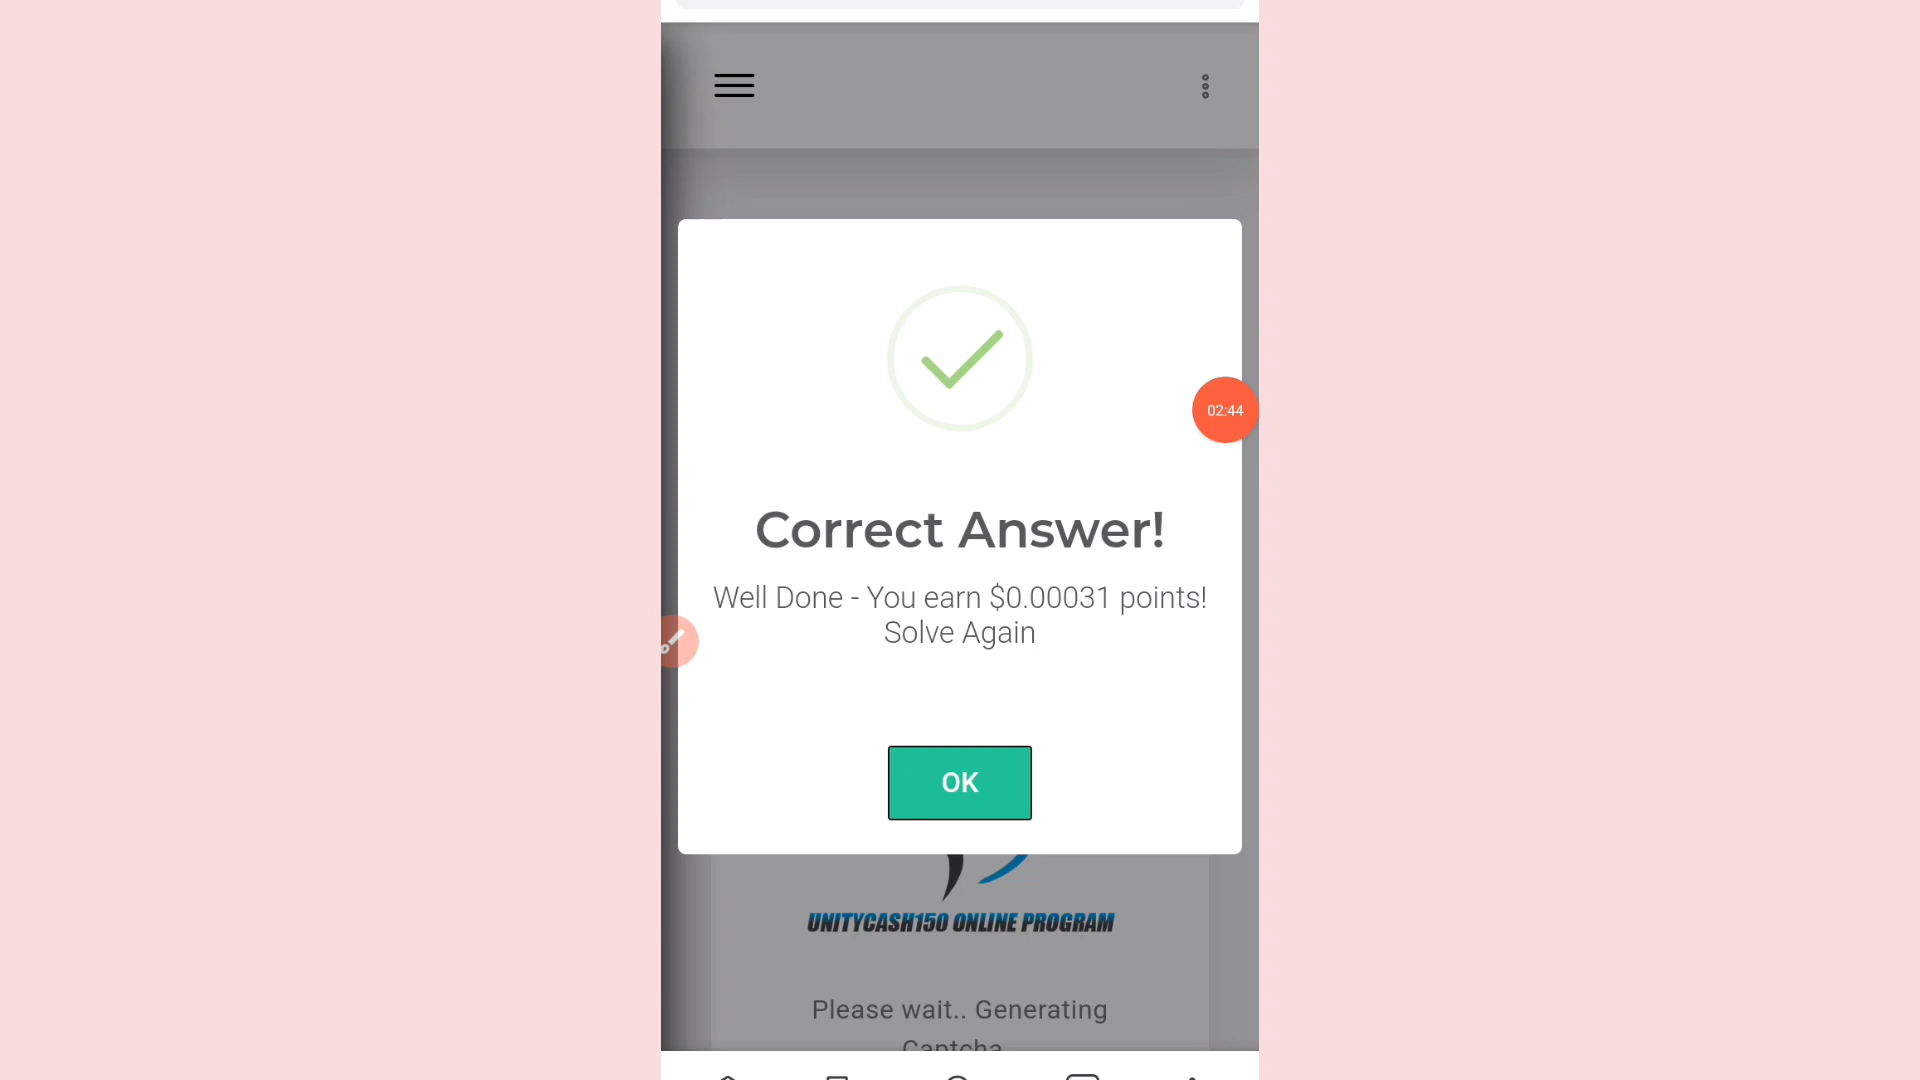 02:44
Correct Answer!
Well Done - You earn $0.00031 points!
Solve Again
OK
UNITYCASH150 ONLINE PROGRAM
Please wait.. Generating
Captcha